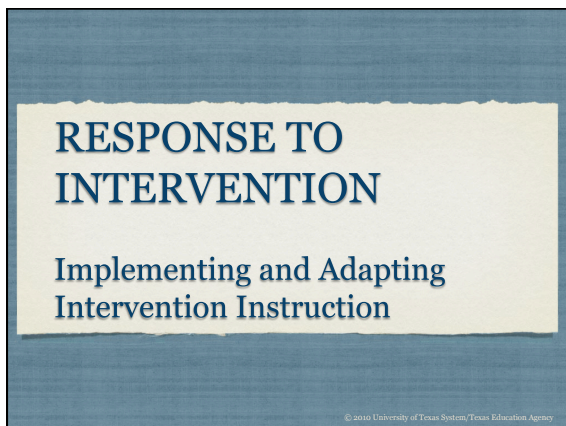 RESPONSE TO
INTERVENTION
Implementing and Adapting
Intervention Instruction
© 2010 University of Texas System/Texas Education Agency